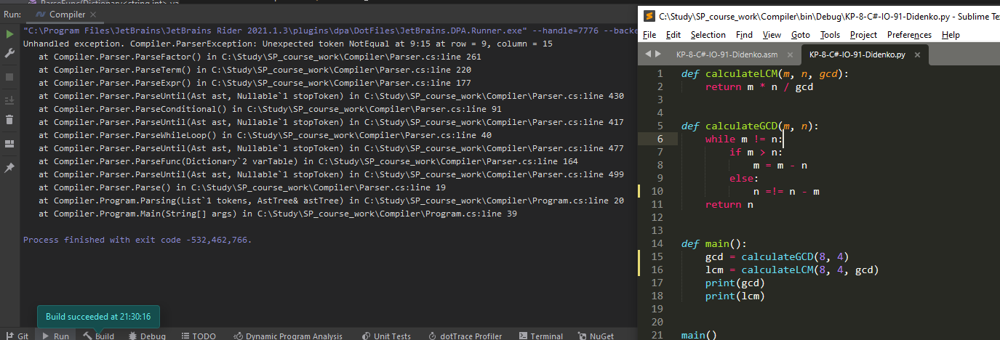 ParseFunc(Dictionary<string,int> va
Run: Compiler ×
"C:\Program Files\JetBrains\JetBrains Rider 2021.1.3\plugins\dpa\DotFiles\JetBrains.DPA.Runner.exe" --handle=7776 --backe
Unhandled exception. Compiler.ParserException: Unexpected token NotEqual at 9:15 at row = 9, column = 15
at Compiler.Parser.ParseFactor() in C:\Study\SP_course_work\Compiler\Parser.cs:line 261
at Compiler.Parser.ParseTerm() in C:\Study\SP_course_work\Compiler\Parser.cs:line 220
at Compiler.Parser.ParseExpr() in C:\Study\SP_course_work\Compiler\Parser.cs:line 177
at Compiler.Parser.ParseUntil(Ast ast, Nullable`1 stopToken) in C:\Study\SP_course_work\Compiler\Parser.cs:line 430
at Compiler.Parser.ParseConditional() in C:\Study\SP_course_work\Compiler\Parser.cs:line 91
at Compiler.Parser.ParseUntil(Ast ast, Nullable`1 stopToken) in C:\Study\SP_course_work\Compiler\Parser.cs:line 417
at Compiler.Parser.ParseWhileLoop() in C:\Study\SP_course_work\Compiler\Parser.cs:line 40
at Compiler.Parser.ParseUntil(Ast ast, Nullable`1 stopToken) in C:\Study\SP_course_work\Compiler\Parser.cs:line 477
at Compiler.Parser.ParseFunc(Dictionary`2 varTable) in C:\Study\SP_course_work\Compiler\Parser.cs:line 164
at Compiler.Parser.ParseUntil(Ast ast, Nullable`1 stopToken) in C:\Study\SP_course_work\Compiler\Parser.cs:line 499
at Compiler.Parser.Parse() in C:\Study\SP_course_work\Compiler\Parser.cs:line 19
at Compiler.Program.Parsing(List`1 tokens, AstTree& astTree) in C:\Study\SP_course_work\Compiler\Program.cs:line 20
at Compiler.Program.Main(String[] args) in C:\Study\SP_course_work\Compiler\Program.cs:line 39
Process finished with exit code -532,462,766.
Build succeeded at 21:30:16
Git Run Build Debug TODO Dynamic Program Analysis Unit Tests dotTrace Profiler Terminal NuGet
C:\Study\SP_course_work\Compiler\bin\Debug\KP-8-C#-IO-91-Didenko.py - Sublime Te
File Edit Selection Find View Goto Tools Project Preferences Help
KP-8-C#-IO-91-Didenko.asm × KP-8-C#-IO-91-Didenko.py ×
1 def calculateLCM(m, n, gcd):
2 return m * n / gcd
3
4
5 def calculateGCD(m, n):
6 while m != n:
7 if m > n:
8 m = m - n
9 else:
10 n =!= n - m
11 return n
12
13
14 def main():
15 gcd = calculateGCD(8, 4)
16 lcm = calculateLCM(8, 4, gcd)
17 print(gcd)
18 print(lcm)
19
20
21 main()